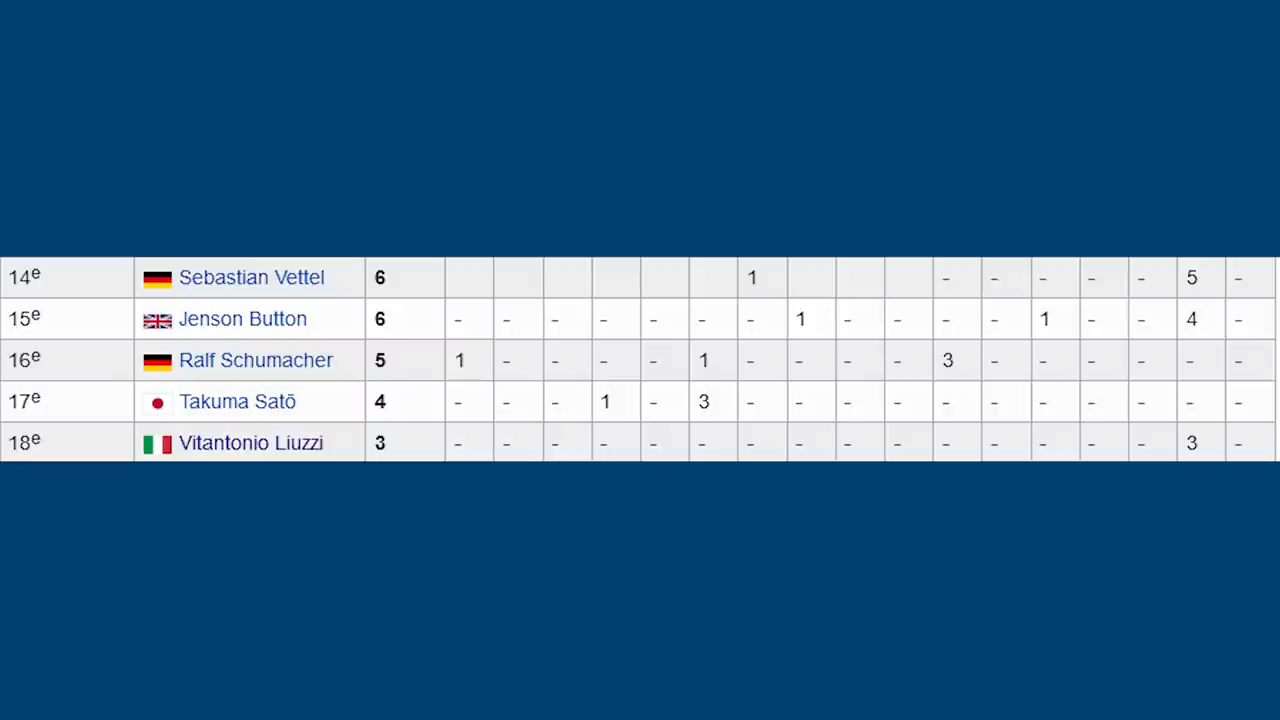 14e Sebastian Vettel 6 1 - - - - - 5 -
15e Jenson Button 6 - - - - - - - 1 - - - - 1 - - 4 -
16e Ralf Schumacher 5 1 - - - - 1 - - - - 3 - - - - - -
17e Takuma Satō 4 - - - 1 - 3 - - - - - - - - - - -
18e Vitantonio Liuzzi 3 - - - - - - - - - - - - - - - 3 -